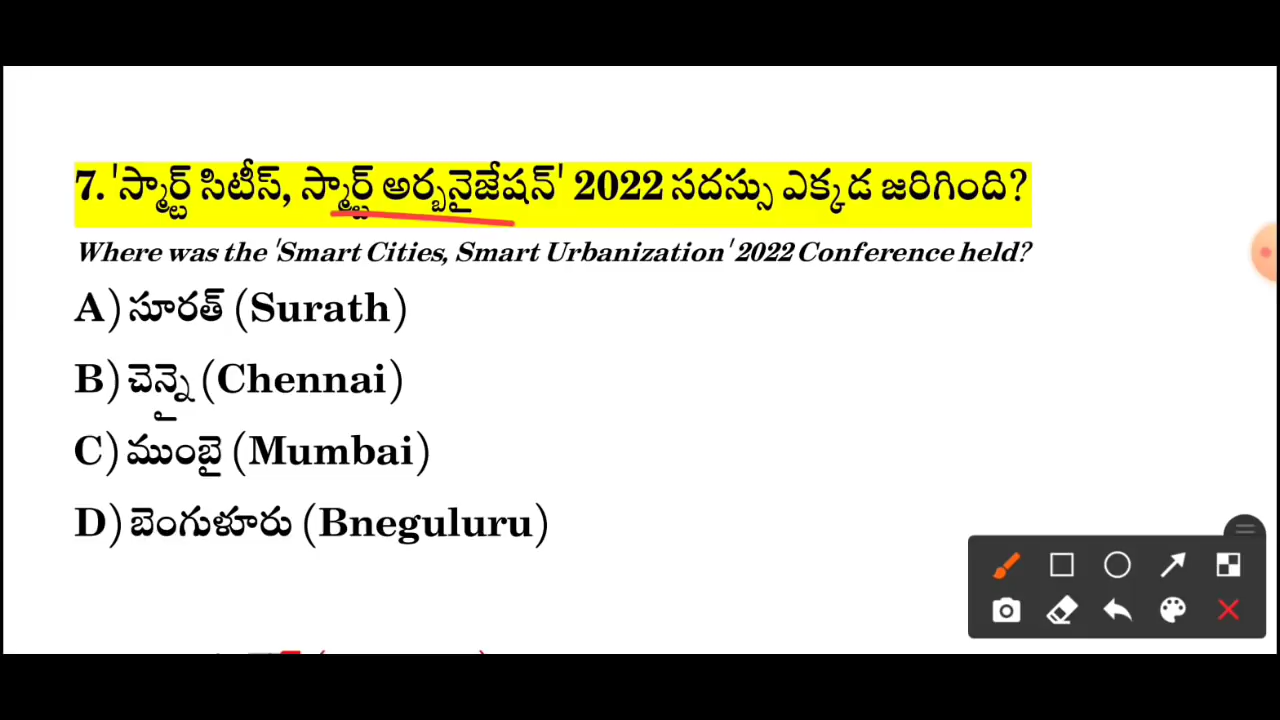 7. 'స్మార్ట్ సిటీస్, స్మార్ట్ అర్బనైజేషన్' 2022 సదస్సు ఎక్కడ జరిగింది?
Where was the 'Smart Cities, Smart Urbanization' 2022 Conference held?
A) సూరత్ (Surath)
B) చెన్నై (Chennai)
C) ముంబై (Mumbai)
D) బెంగుళూరు (Bneguluru)